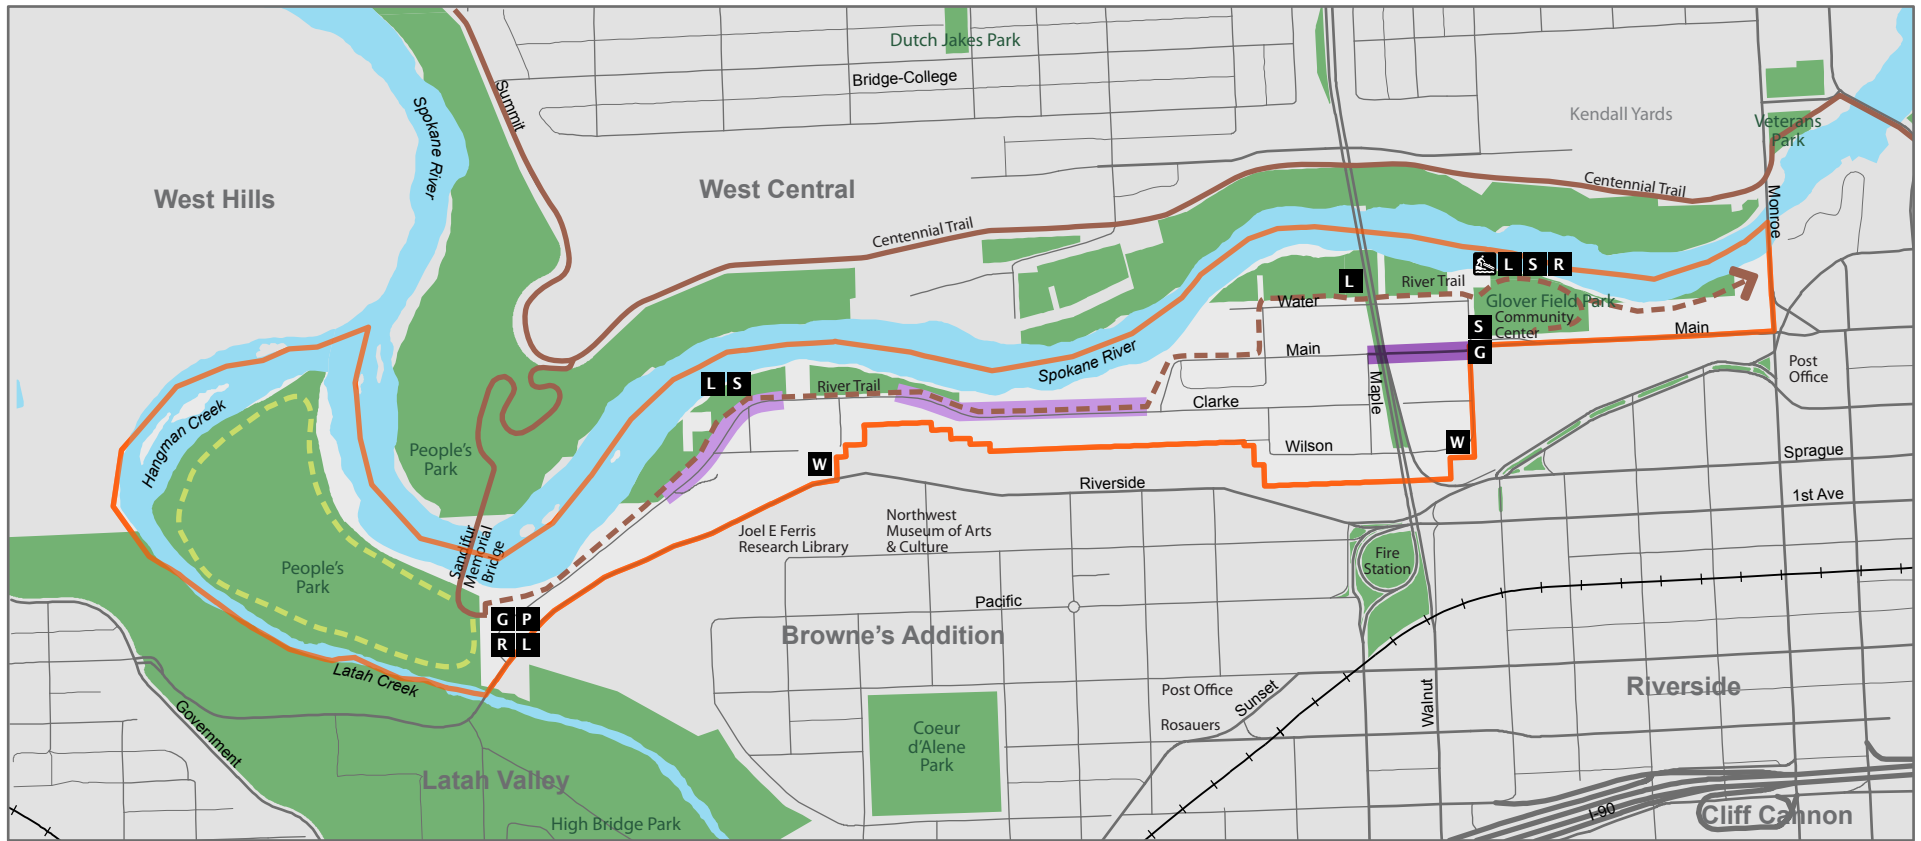 Dutch Jakes Park
Bridge-College
Summit
Spokane River
Kendall Yards
Veterans
Park
West Hills
West Central
Centennial Trail
Monroe
Centennial Trail
L S R
L
River Trail
Water
Glover Field Park
Community
Center
S
G
Main
Main
Spokane River
Post
Office
L S
River Trail
Maple
Clarke
Hangman Creek
People's
Park
W
Wilson
W
Sprague
Riverside
1st Ave
Joel E Ferris
Research Library
Northwest
Museum of Arts
& Culture
Sandifur
Memorial
Bridge
Fire
Station
People's
Park
Pacific
G P
R L
Browne's Addition
Latah Creek
Post Office
Sunset
Walnut
Riverside
Rosauers
Government
Coeur
d'Alene
Park
Latah Valley
High Bridge Park
I-90
Cliff Cannon